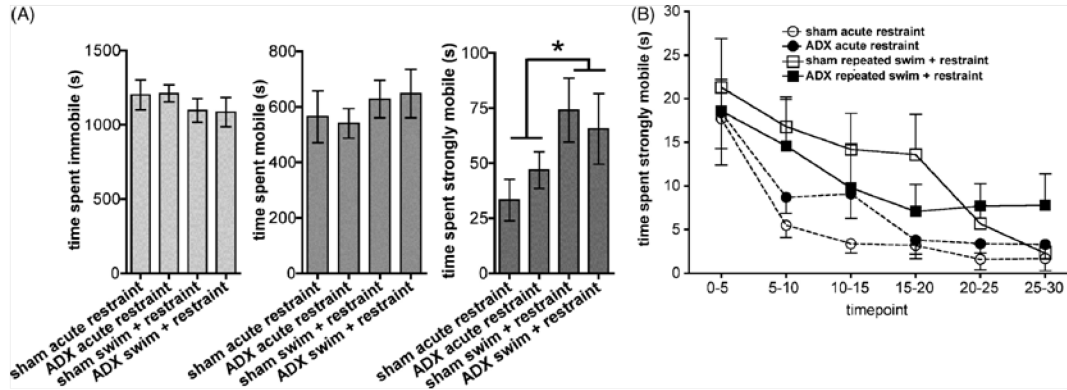 (A)
time spent immobile (s)
1500
1000
500
0
sham acute restraint
ADX acute restraint
sham swim + restraint
ADX swim + restraint
time spent mobile (s)
800
600
400
200
0
sham acute restraint
ADX acute restraint
sham swim + restraint
ADX swim + restraint
time spent strongly mobile (s)
100
75
50
25
0
*
sham acute restraint
ADX acute restraint
sham swim + restraint
ADX swim + restraint
(B)
time spent strongly mobile (s)
30
25
20
15
10
5
0
sham acute restraint
ADX acute restraint
sham repeated swim + restraint
ADX repeated swim + restraint
0-5 5-10 10-15 15-20 20-25 25-30
timepoint